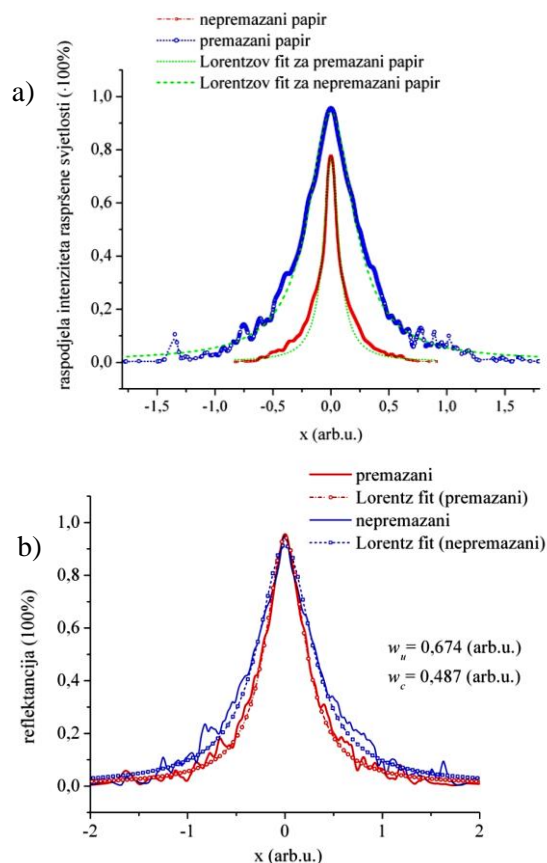 nepremazani papir
premazani papir
Lorentzov fit za premazani papir
Lorentzov fit za nepremazani papir
a)
raspodjela intenziteta raspršene svjetlosti (·100%)
1,0
0,8
0,6
0,4
0,2
0,0
-1,5 -1,0 -0,5 0,0 0,5 1,0 1,5
x (arb.u.)
premazani
Lorentz fit (premazani)
nepremazani
Lorentz fit (nepremazani)
b)
reflektancija (100%)
1,0
0,8
0,6
0,4
0,2
0,0
w_u= 0,674 (arb.u.)
w_c= 0,487 (arb.u.)
-2 -1 0 1 2
x (arb.u.)